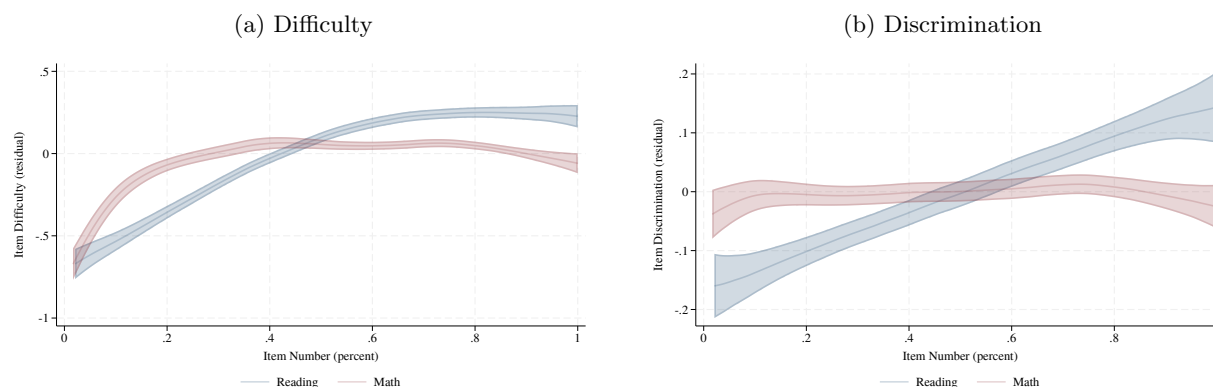 (a) Difficulty
.5
0
-.5
-1
Item Difficulty (residual)
0 .2 .4 .6 .8 1
Item Number (percent)
Reading Math
(b) Discrimination
.2
.1
0
-.1
-.2
Item Discrimination (residual)
0 .2 .4 .6 .8
Item Number (percent)
Reading Math